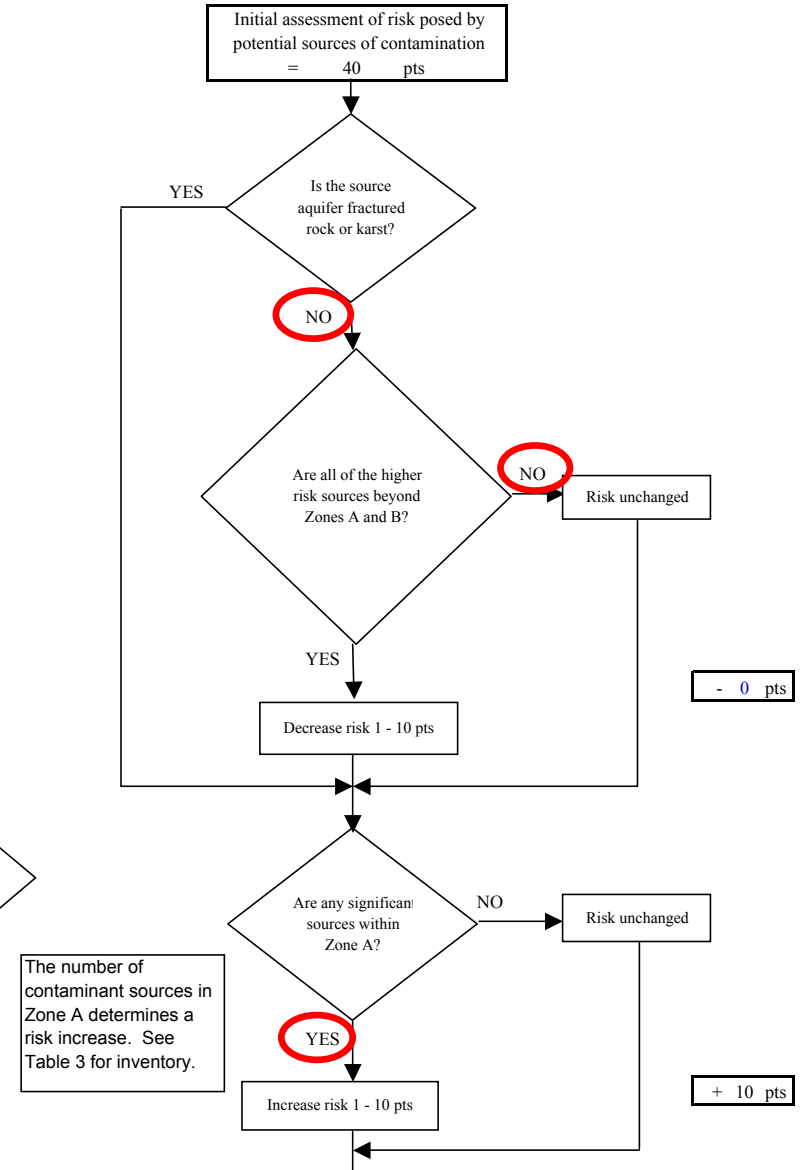 Initial assessment of risk posed by
potential sources of contamination
= 40 pts
YES
Is the source
aquifer fractured
rock or karst?
NO
Are all of the higher
risk sources beyond
Zones A and B?
NO
Risk unchanged
YES
- 0 pts
Decrease risk 1 - 10 pts
Are any significant
sources within
Zone A?
NO
Risk unchanged
The number of
contaminant sources in
Zone A determines a
risk increase. See
Table 3 for inventory.
YES
+ 10 pts
Increase risk 1 - 10 pts